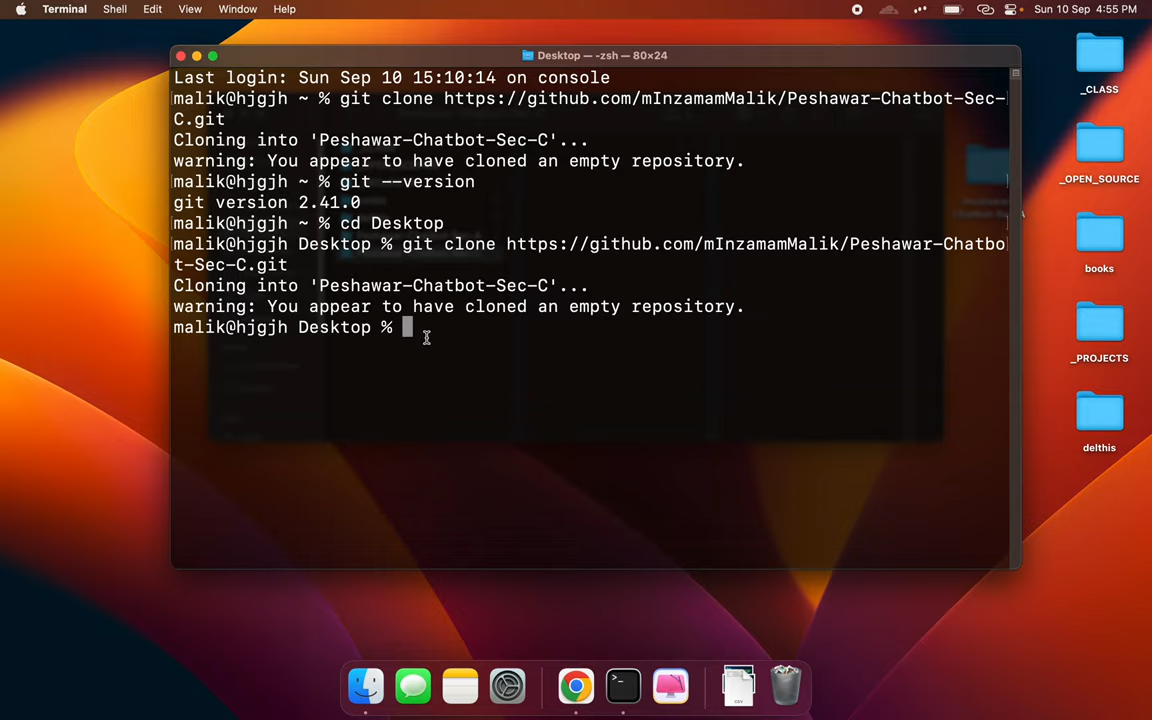 Terminal Shell Edit View Window Help Sun 10 Sep 4:55 PM
Desktop — -zsh — 80×24
Last login: Sun Sep 10 15:10:14 on console
malik@hjgjh ~ % git clone https://github.com/mInzamamMalik/Peshawar-Chatbot-Sec-
C.git
Cloning into 'Peshawar-Chatbot-Sec-C'...
warning: You appear to have cloned an empty repository.
malik@hjgjh ~ % git --version
git version 2.41.0
malik@hjgjh ~ % cd Desktop
malik@hjgjh Desktop % git clone https://github.com/mInzamamMalik/Peshawar-Chatbo
t-Sec-C.git
Cloning into 'Peshawar-Chatbot-Sec-C'...
warning: You appear to have cloned an empty repository.
malik@hjgjh Desktop %
_CLASS
_OPEN_SOURCE
books
_PROJECTS
delthis
CSV